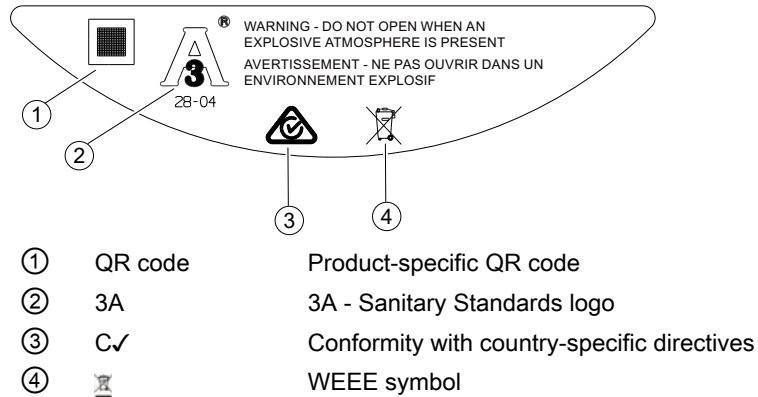 ® WARNING - DO NOT OPEN WHEN AN
EXPLOSIVE ATMOSPHERE IS PRESENT
A
3
AVERTISSEMENT - NE PAS OUVRIR DANS UN
ENVIRONNEMENT EXPLOSIF
28-04
1
2
3
4
① QR code Product-specific QR code
② 3A 3A - Sanitary Standards logo
③ C✓ Conformity with country-specific directives
④ WEEE symbol